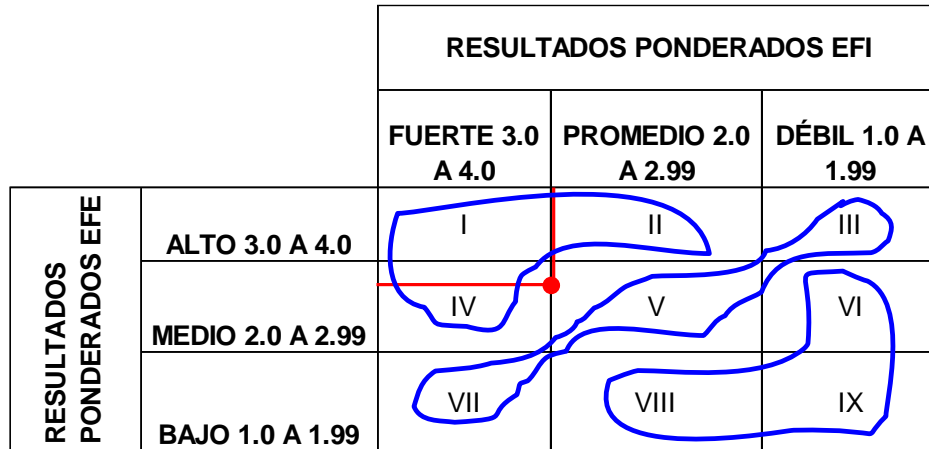 RESULTADOS PONDERADOS EFI
FUERTE 3.0
A 4.0
PROMEDIO 2.0
A 2.99
DÉBIL 1.0 A
1.99
RESULTADOS
PONDERADOS EFE
ALTO 3.0 A 4.0
I
II
III
MEDIO 2.0 A 2.99
IV
V
VI
BAJO 1.0 A 1.99
VII
VIII
IX